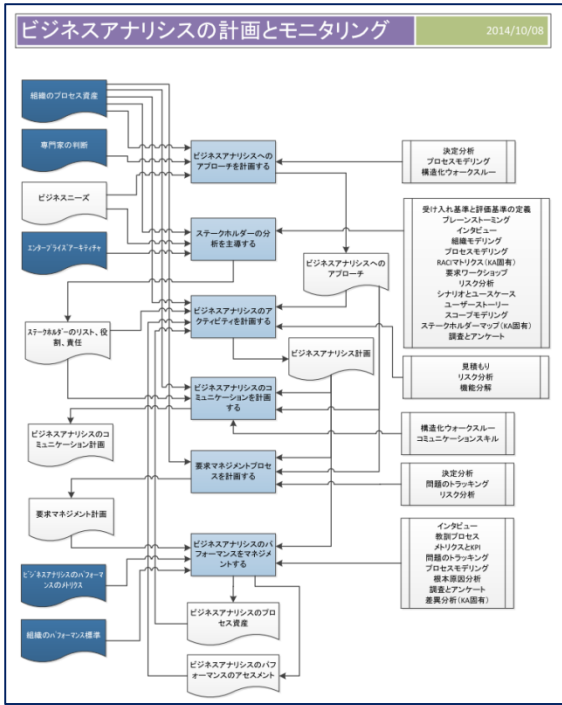 ビジネスアナリシスの計画とモニタリング
2014/10/08
組織のプロセス資産
専門家の判断
ビジネスニーズ
エンタープライズアーキティチャ
ステークホルダーのリスト、役
割、責任
ビジネスアナリシスのコ
ミュニケーション計画
要求マネジメント計画
ビジネスアナリシスのパフォーマ
ンスのメトリクス
組織のパフォーマンス標準
ビジネスアナリシスへの
アプローチを計画する
ステークホルダーの分
析を主導する
ビジネスアナリシスのア
クティビティを計画する
ビジネスアナリシスのコ
ミュニケーションを計画
する
要求マネジメントプロセ
スを計画する
ビジネスアナリシスのパ
フォーマンスをマネジメ
ントする
ビジネスアナリシスのプロ
セス資産
ビジネスアナリシスのパフォ
ーマンスのアセスメント
ビジネスアナリシスへの
アプローチ
ビジネスアナリシス計画
決定分析
プロセスモデリング
構造化ウォークスルー
受け入れ基準と評価基準の定義
ブレーンストーミング
インタビュー
組織モデリング
プロセスモデリング
RACIマトリクス(KA固有)
要求ワークショップ
リスク分析
シナリオとユースケース
ユーザーストーリー
スコープモデリング
ステークホルダーマップ(KA固有)
調査とアンケート
見積もり
リスク分析
機能分解
構造化ウォークスルー
コミュニケーションスキル
決定分析
問題のトラッキング
リスク分析
インタビュー
教訓プロセス
メトリクスとKPI
問題のトラッキング
プロセスモデリング
根本原因分析
調査とアンケート
差異分析(KA固有)